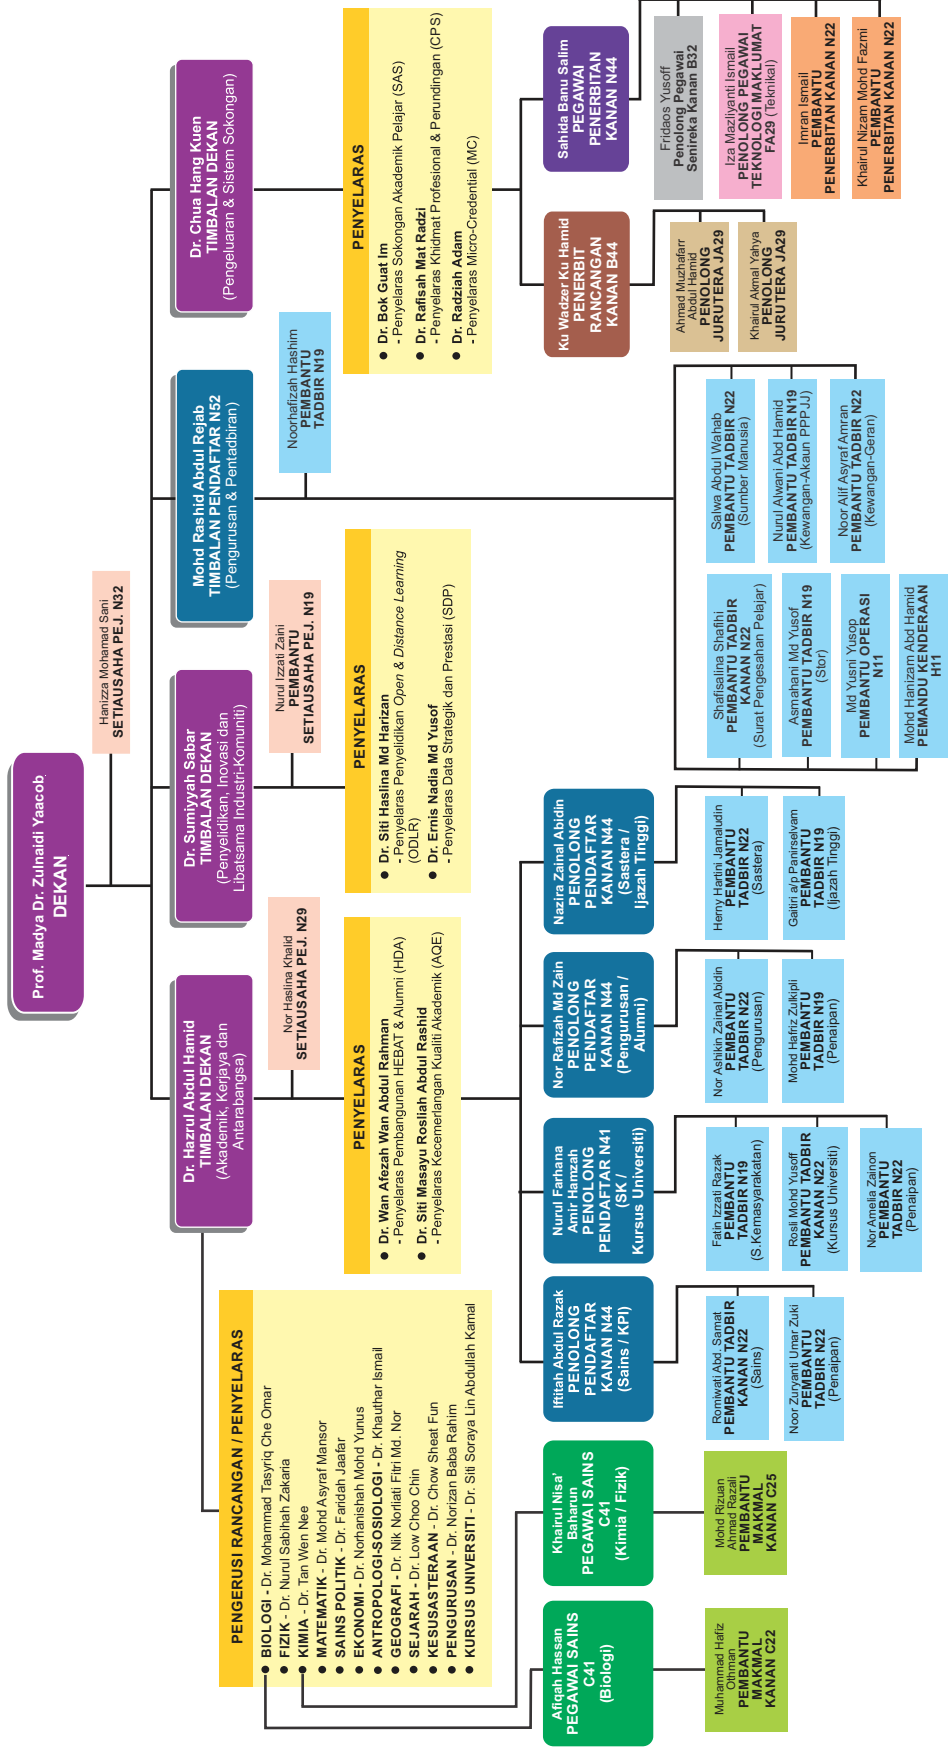 Prof. Madya Dr. Zulnaidi Yaacob
DEKAN
Hanizza Mohamad Sani
SETIAUSAHA PEJ. N32
Dr. Hazrul Abdul Hamid
TIMBALAN DEKAN
(Akademik, Kerjaya dan
Antarabangsa)
Dr. Sumiyyah Sabar
TIMBALAN DEKAN
(Penyelidikan, Inovasi dan
Libatsama Industri-Komuniti)
Mohd Rashid Abdul Rejab
TIMBALAN PENDAFTAR N52
(Pengurusan & Pentadbiran)
Dr. Chua Hang Kuen
TIMBALAN DEKAN
(Pengeluaran & Sistem Sokongan)
Nor Haslina Khalid
SETIAUSAHA PEJ. N29
Nurul Izzati Zaini
PEMBANTU
SETIAUSAHA PEJ. N19
Noorhafizah Hashim
PEMBANTU
TADBIR N19
PENGERUSI RANCANGAN / PENYELARAS
● BIOLOGI - Dr. Mohammad Tasyriq Che Omar
● FIZIK - Dr. Nurul Sabihah Zakaria
● KIMIA - Dr. Tan Wen Nee
● MATEMATIK - Dr. Mohd Asyraf Mansor
● SAINS POLITIK - Dr. Faridah Jaafar
● EKONOMI - Dr. Norhanishah Mohd Yunus
● ANTROPOLOGI-SOSIOLOGI - Dr. Khauthar Ismail
● GEOGRAFI - Dr. Nik Norliati Fitri Md. Nor
● SEJARAH - Dr. Low Choo Chin
● KESUSASTERAAN - Dr. Chow Sheat Fun
● PENGURUSAN - Dr. Norizan Baba Rahim
● KURSUS UNIVERSITI - Dr. Siti Soraya Lin Abdullah Kamal
PENYELARAS
● Dr. Wan Afezah Wan Abdul Rahman
- Penyelaras Pembangunan HEBAT & Alumni (HDA)
● Dr. Siti Masayu Rosliah Abdul Rashid
- Penyelaras Kecemerlangan Kualiti Akademik (AQE)
PENYELARAS
● Dr. Siti Haslina Md Harizan
- Penyelaras Penyelidikan Open & Distance Learning
(ODLR)
● Dr. Ernis Nadia Md Yusof
- Penyelaras Data Strategik dan Prestasi (SDP)
PENYELARAS
● Dr. Bok Guat Im
- Penyelaras Sokongan Akademik Pelajar (SAS)
● Dr. Rafisah Mat Radzi
- Penyelaras Khidmat Profesional & Perundingan (CPS)
● Dr. Radziah Adam
- Penyelaras Micro-Credential (MC)
Afiqah Hassan
PEGAWAI SAINS
C41
(Biologi)
Khairul Nisa'
Baharun
PEGAWAI SAINS
C41
(Kimia / Fizik)
Iftitah Abdul Razak
PENOLONG
PENDAFTAR
KANAN N44
(Sains / KPI)
Nurul Farhana
Amir Hamzah
PENOLONG
PENDAFTAR N41
(SK /
Kursus Universiti)
Nor Rafizah Md Zain
PENOLONG
PENDAFTAR
KANAN N44
(Pengurusan /
Alumni)
Nazira Zainal Abidin
PENOLONG
PENDAFTAR
KANAN N44
(Sastera /
Ijazah Tinggi)
Ku Wadzer Ku Hamid
PENERBIT
RANCANGAN
KANAN B44
Sahida Banu Salim
PEGAWAI
PENERBITAN
KANAN N44
Muhammad Hafiz
Othman
PEMBANTU
MAKMAL
KANAN C22
Mohd Rizuan
Ahmad Razali
PEMBANTU
MAKMAL
KANAN C25
Romiwati Abd. Samat
PEMBANTU TADBIR
KANAN N22
(Sains)
Noor Zuryanti Umar Zuki
PEMBANTU
TADBIR N22
(Penaipan)
Fatin Izzati Razak
PEMBANTU
TADBIR N19
(S.Kemasyarakatan)
Rosli Mohd Yusoff
PEMBANTU TADBIR
KANAN N22
(Kursus Universiti)
Nor Amelia Zainon
PEMBANTU
TADBIR N22
(Penaipan)
Nor Ashikin Zainal Abidin
PEMBANTU
TADBIR N22
(Pengurusan)
Mohd Hafriz Zulkipli
PEMBANTU
TADBIR N19
(Penaipan)
Herny Hartini Jamaludin
PEMBANTU
TADBIR N22
(Sastera)
Gaitiri a/p Panirselvam
PEMBANTU
TADBIR N19
(Ijazah Tinggi)
Shafisalina Shafihi
PEMBANTU TADBIR
KANAN N22
(Surat Pengesahan Pelajar)
Asmahani Md Yusof
PEMBANTU TADBIR N19
(Stor)
Md Yusni Yusop
PEMBANTU OPERASI
N11
Mohd Hanizam Abd Hamid
PEMANDU KENDERAAN
H11
Salwa Abdul Wahab
PEMBANTU TADBIR N22
(Sumber Manusia)
Nurul Alwani Abd Hamid
PEMBANTU TADBIR N19
(Kewangan-Akaun PPPJJ)
Noor Alif Asyraf Amran
PEMBANTU TADBIR N22
(Kewangan-Geran)
Ahmad Muzhafarr
Abdul Hamid
PENOLONG
JURUTERA JA29
Khairul Akmal Yahya
PENOLONG
JURUTERA JA29
Fridaos Yusoff
Penolong Pegawai
Senireka Kanan B32
Iza Mazliyanti Ismail
PENOLONG PEGAWAI
TEKNOLOGI MAKLUMAT
FA29 (Teknikal)
Imran Ismail
PEMBANTU
PENERBITAN KANAN N22
Khairul Nizam Mohd Fazmi
PEMBANTU
PENERBITAN KANAN N22